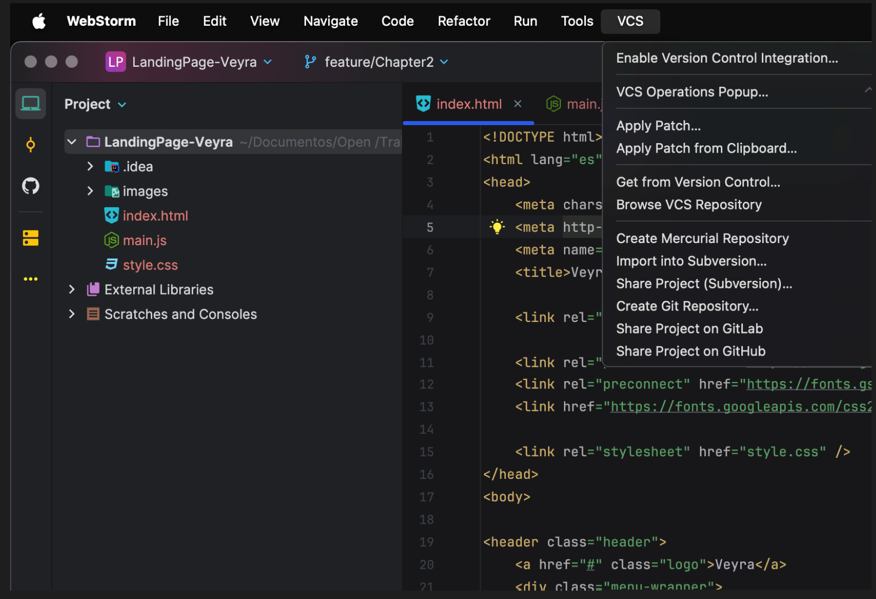 WebStorm File Edit View Navigate Code Refactor Run Tools VCS
LP LandingPage-Veyra feature/Chapter2
Project
LandingPage-Veyra ~/Documentos/Open /Tra
.idea
images
index.html
main.js
style.css
External Libraries
Scratches and Consoles
index.html main.
1 <!DOCTYPE html>
2 <html lang="es"
3 <head>
4 <meta chars
5 <meta http-
6 <meta name=
7 <title>Veyr
8
9 <link rel="
10
11 <link rel="
12 <link rel="preconnect" href="https://fonts.gs
13 <link href="https://fonts.googleapis.com/css2
14
15 <link rel="stylesheet" href="style.css" />
16 </head>
17 <body>
18
19 <header class="header">
20 <a href="#" class="logo">Veyra</a>
21 <div class="menu-wrapper">
Enable Version Control Integration...
VCS Operations Popup...
Apply Patch...
Apply Patch from Clipboard...
Get from Version Control...
Browse VCS Repository
Create Mercurial Repository
Import into Subversion...
Share Project (Subversion)...
Create Git Repository...
Share Project on GitLab
Share Project on GitHub